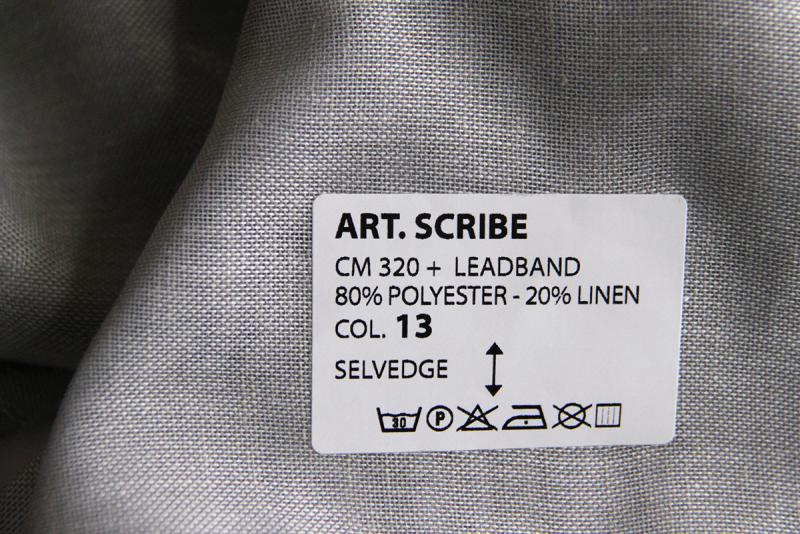 ART. SCRIBE
CM 320 + LEADBAND
80% POLYESTER - 20% LINEN
COL. 13
SELVEDGE
30 P